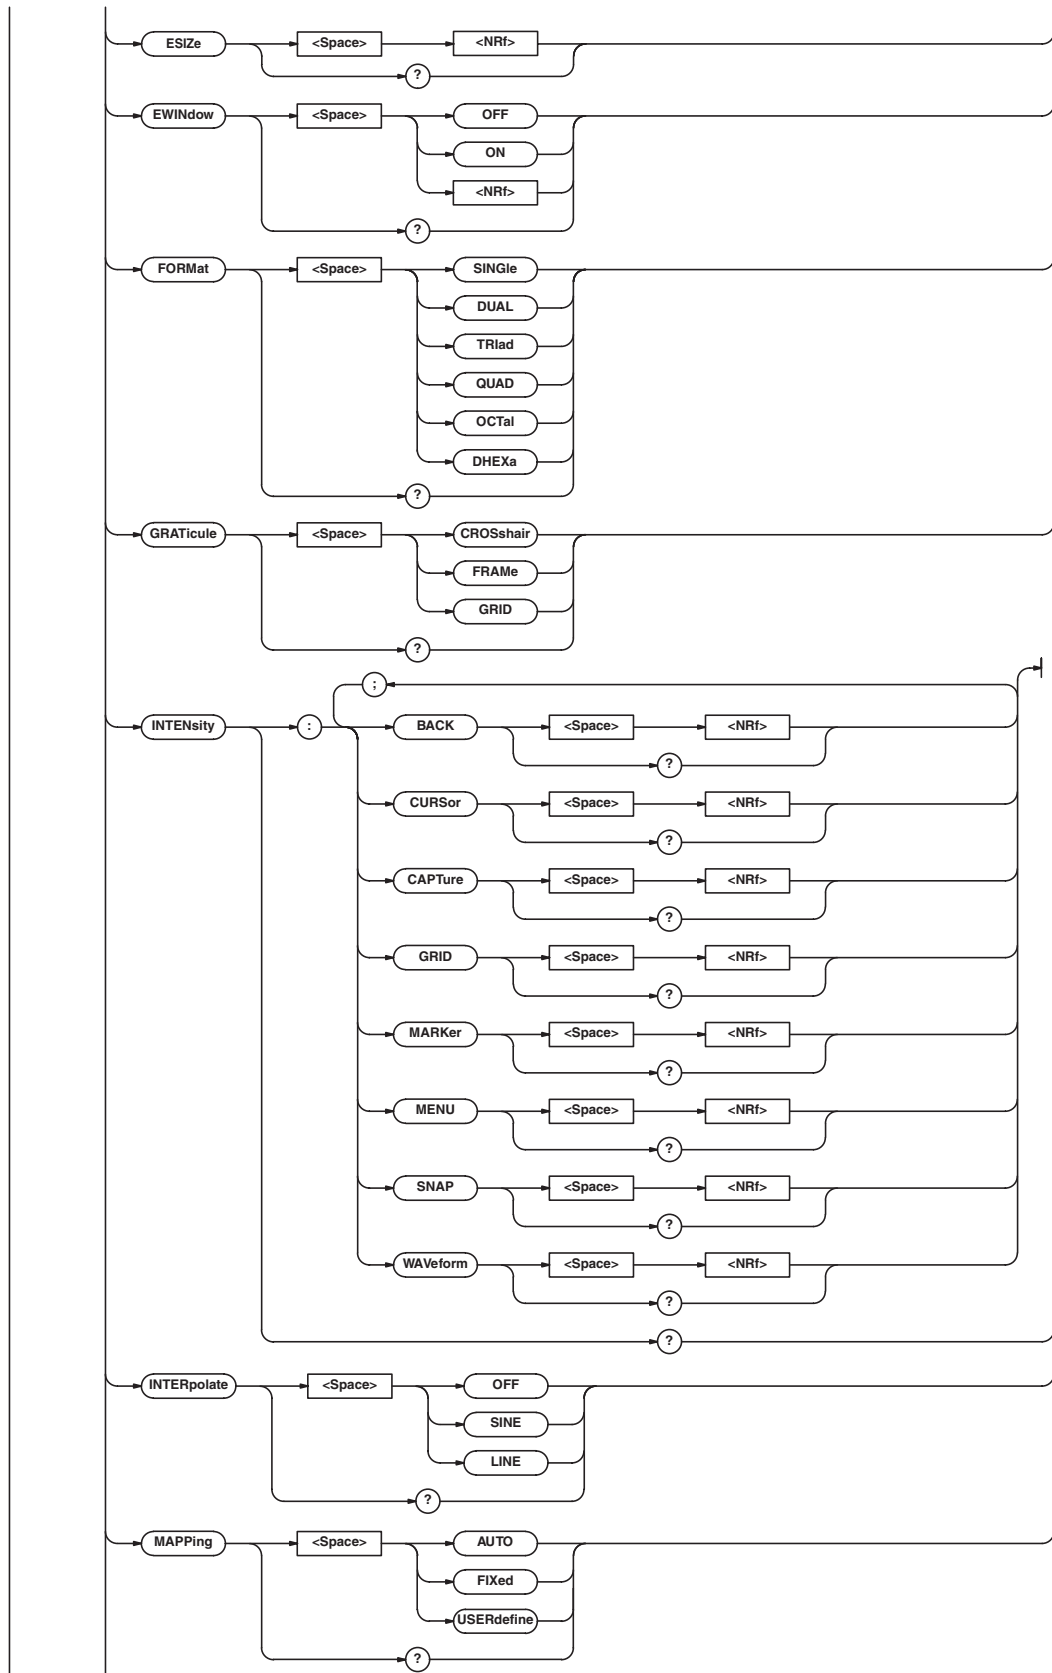 ESIZe <Space> <NRf>
?
EWINdow <Space> OFF
ON
<NRf>
?
FORMat <Space> SINGle
DUAL
TRIad
QUAD
OCTal
DHEXa
?
GRATicule <Space> CROSshair
FRAMe
GRID
?
;
INTENsity : BACK <Space> <NRf>
?
CURSor <Space> <NRf>
?
CAPTure <Space> <NRf>
?
GRID <Space> <NRf>
?
MARKer <Space> <NRf>
?
MENU <Space> <NRf>
?
SNAP <Space> <NRf>
?
WAVeform <Space> <NRf>
?
?
INTERpolate <Space> OFF
SINE
LINE
?
MAPPing <Space> AUTO
FIXed
USERdefine
?